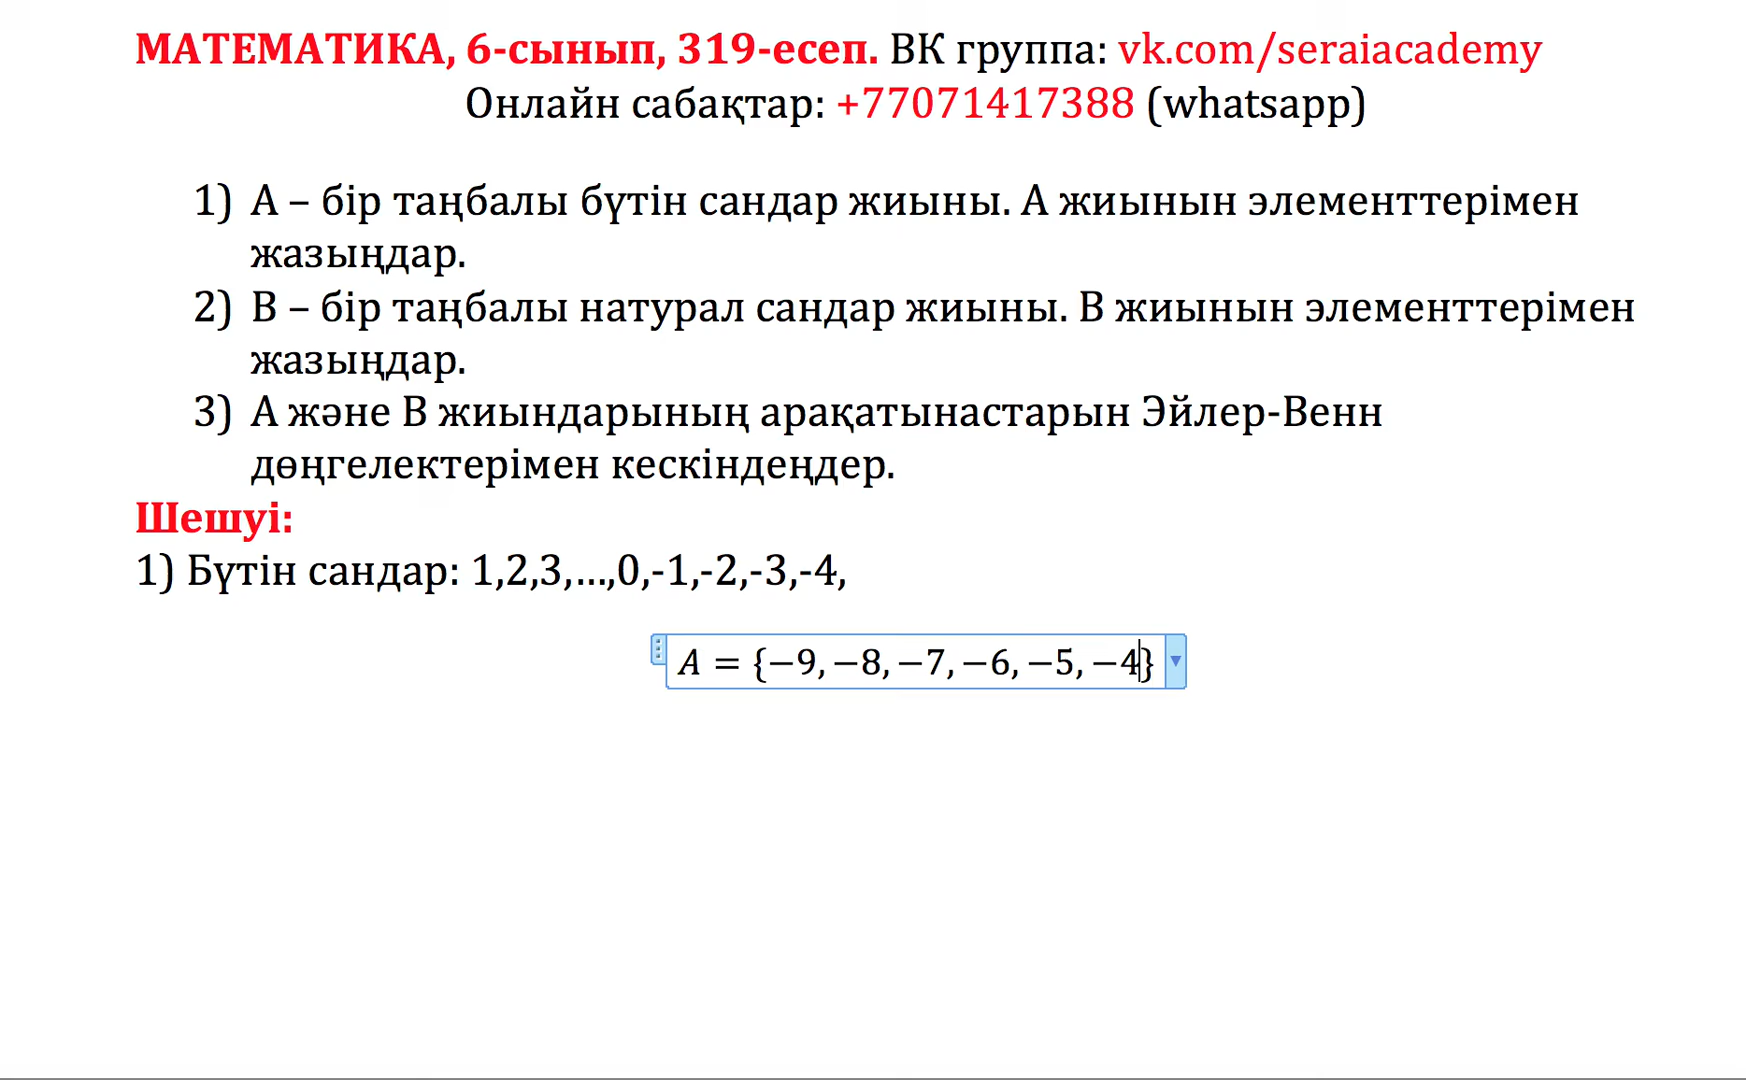 МАТЕМАТИКА, 6-сынып, 319-есеп. ВК группа: vk.com/seraiacademy
Онлайн сабақтар: +77071417388 (whatsapp)
1) А – бір таңбалы бүтін сандар жиыны. А жиынын элементтерімен
жазыңдар.
2) В – бір таңбалы натурал сандар жиыны. В жиынын элементтерімен
жазыңдар.
3) А және В жиындарының арақатынастарын Эйлер-Венн
дөңгелектерімен кескіндеңдер.
Шешуі:
1) Бүтін сандар: 1,2,3,...,0,-1,-2,-3,-4,
A = {−9, −8, −7, −6, −5, −4}